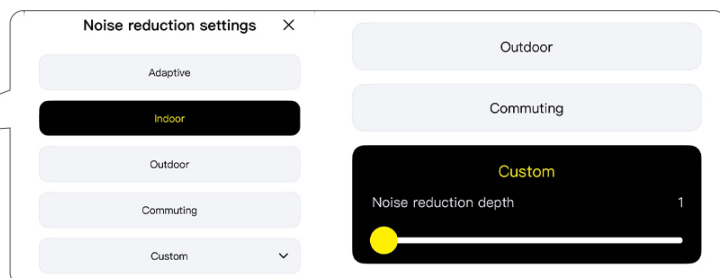 Noise reduction settings
Adaptive
Indoor
Outdoor
Commuting
Custom
Outdoor
Commuting
Custom
Noise reduction depth 1